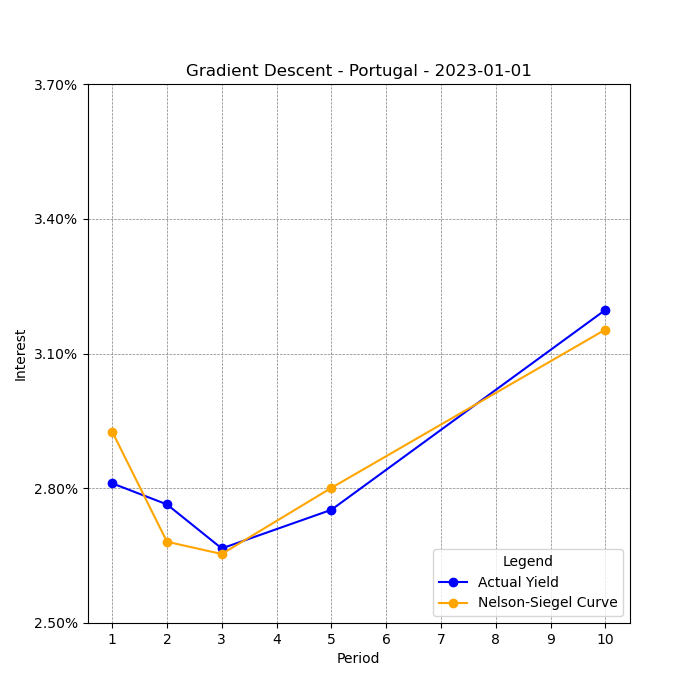 Gradient Descent - Portugal - 2023-01-01
3.70%
3.40%
3.10%
2.80%
2.50%
Interest
1 2 3 4 5 6 7 8 9 10
Period
Legend
Actual Yield
Nelson-Siegel Curve